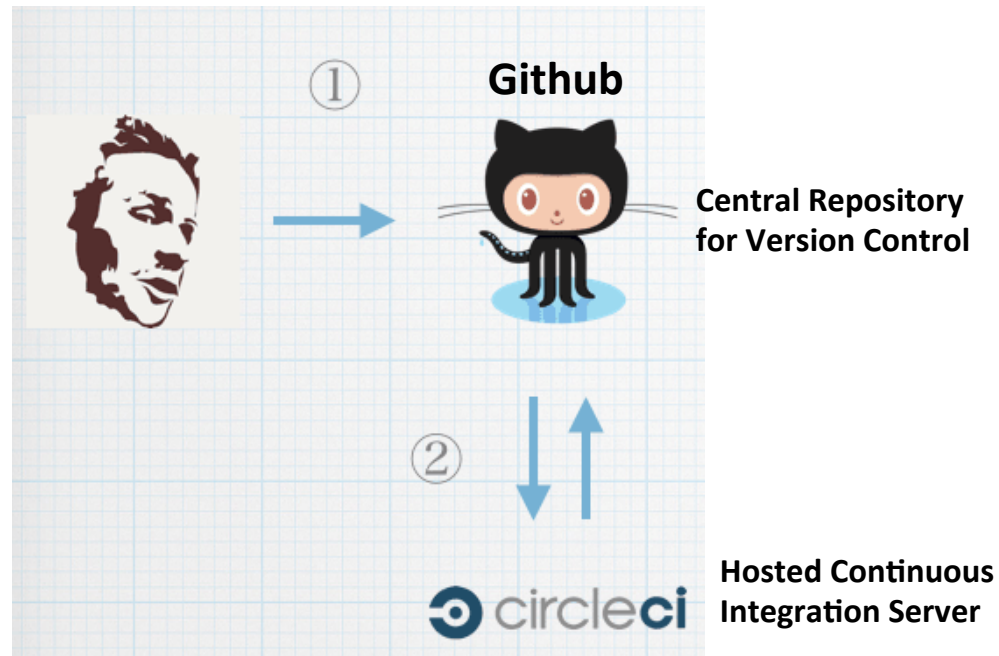 ①
Github
Central Repository
for Version Control
②
circleci
Hosted Continuous
Integration Server